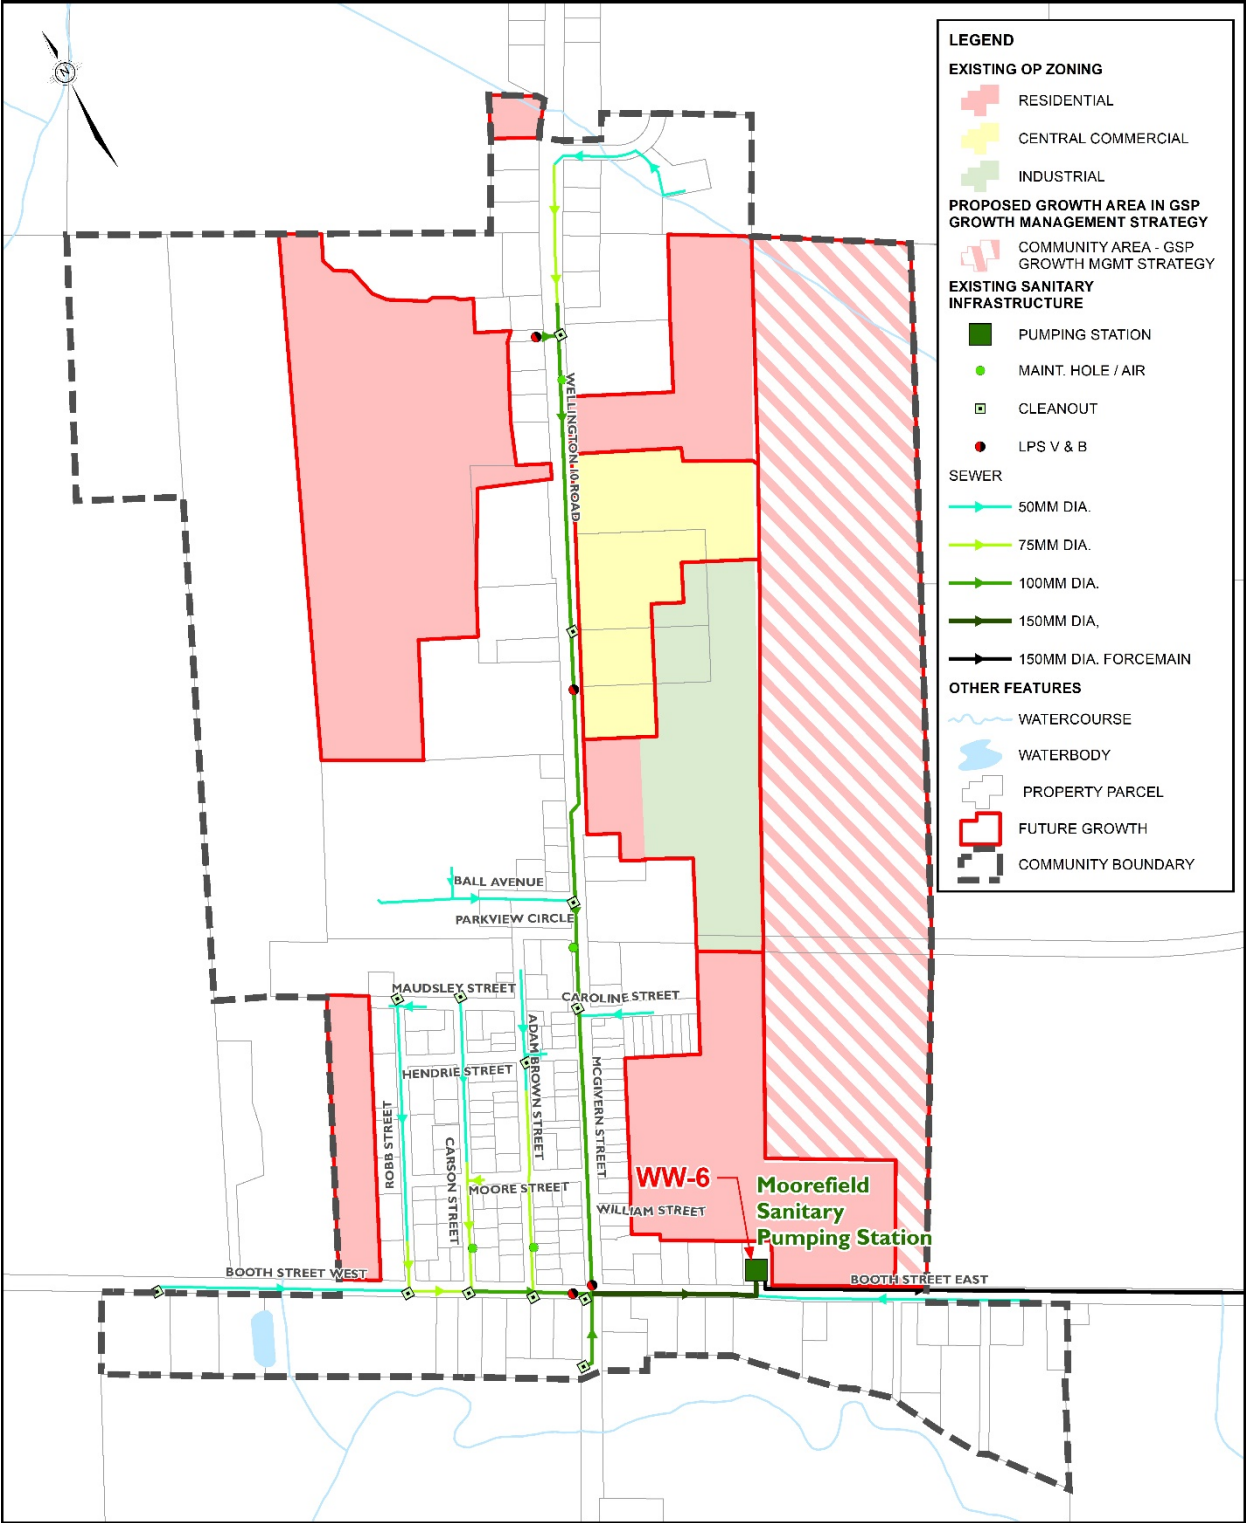 N
LEGEND
EXISTING OP ZONING
RESIDENTIAL
CENTRAL COMMERCIAL
INDUSTRIAL
PROPOSED GROWTH AREA IN GSP
GROWTH MANAGEMENT STRATEGY
COMMUNITY AREA - GSP
GROWTH MGMT STRATEGY
EXISTING SANITARY
INFRASTRUCTURE
PUMPING STATION
MAINT. HOLE / AIR
CLEANOUT
LPS V & B
SEWER
50MM DIA.
75MM DIA.
100MM DIA.
150MM DIA,
150MM DIA. FORCEMAIN
OTHER FEATURES
WATERCOURSE
WATERBODY
PROPERTY PARCEL
FUTURE GROWTH
COMMUNITY BOUNDARY
WELLINGTON 10 ROAD
BALL AVENUE
PARKVIEW CIRCLE
MAUDSLEY STREET
CAROLINE STREET
ADAM BROWN STREET
HENDRIE STREET
MCGIVERN STREET
ROBB STREET
CARSON STREET
MOORE STREET
WILLIAM STREET
WW-6
Moorefield
Sanitary
Pumping Station
BOOTH STREET WEST
BOOTH STREET EAST